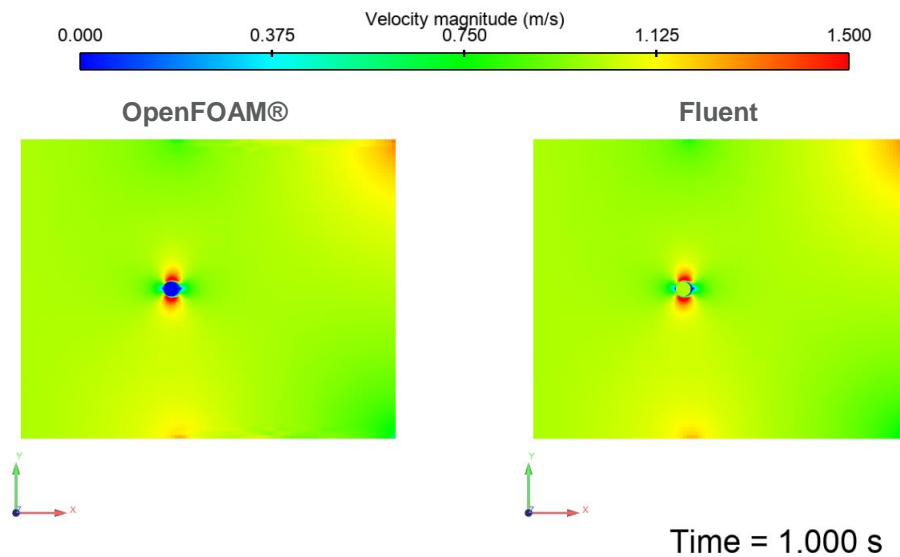 Velocity magnitude (m/s)
0.000 0.375 0.750 1.125 1.500
OpenFOAM® Fluent
Y Y
Z X Z X
Time = 1.000 s